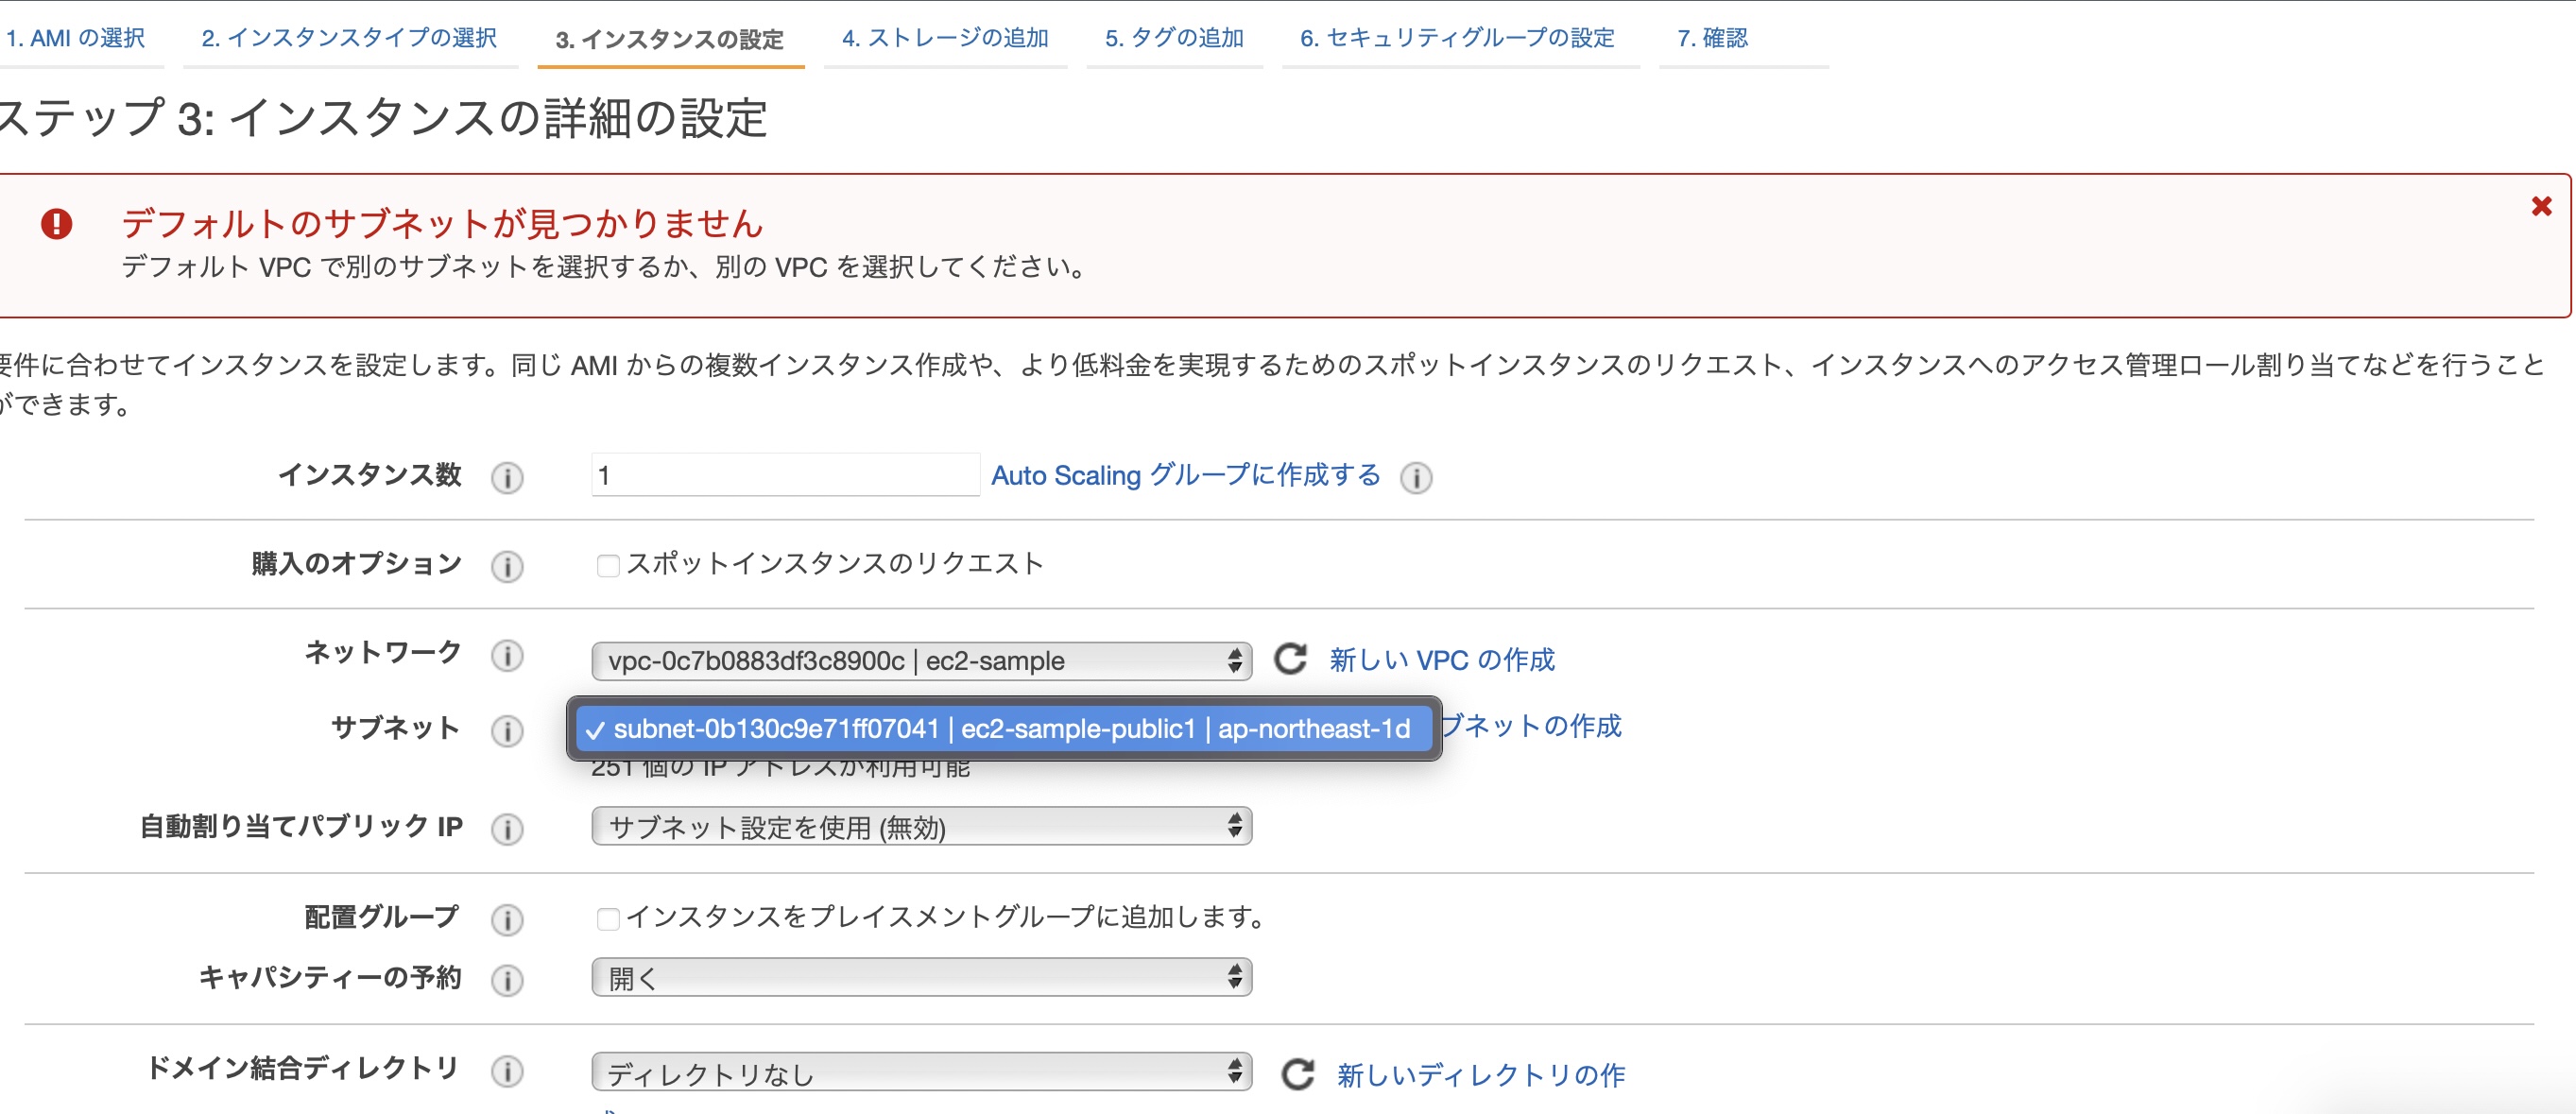 1. AMI の選択 2. インスタンスタイプの選択 3. インスタンスの設定 4. ストレージの追加 5. タグの追加 6. セキュリティグループの設定 7. 確認
ステップ 3: インスタンスの詳細の設定
デフォルトのサブネットが見つかりません
デフォルト VPC で別のサブネットを選択するか、別の VPC を選択してください。
要件に合わせてインスタンスを設定します。同じ AMI からの複数インスタンス作成や、より低料金を実現するためのスポットインスタンスのリクエスト、インスタンスへのアクセス管理ロール割り当てなどを行うこと
ができます。
インスタンス数 1 Auto Scaling グループに作成する
購入のオプション スポットインスタンスのリクエスト
ネットワーク vpc-0c7b0883df3c8900c | ec2-sample 新しい VPC の作成
サブネット subnet-0b130c9e71ff07041 | ec2-sample-public1 | ap-northeast-1d ブネットの作成
251 個の IP アドレスが利用可能
自動割り当てパブリック IP サブネット設定を使用 (無効)
配置グループ インスタンスをプレイスメントグループに追加します。
キャパシティーの予約 開く
ドメイン結合ディレクトリ ディレクトリなし 新しいディレクトリの作